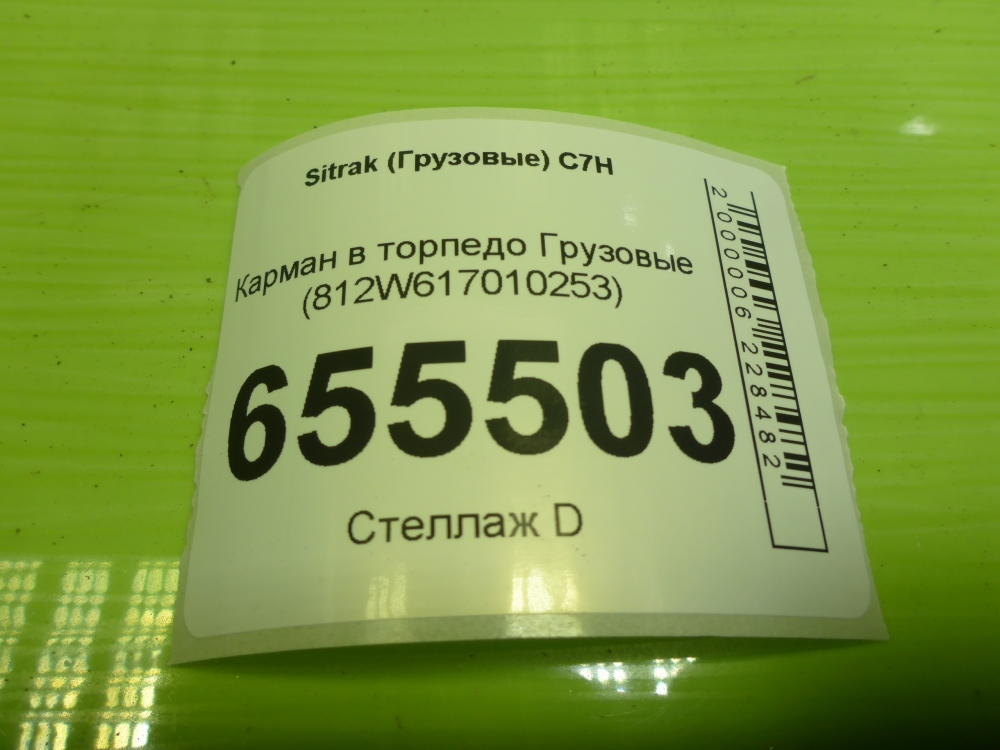 Sitrak (Грузовые) C7H
Карман в торпедо Грузовые
(812W617010253)
655503
Стеллаж D
2000006228482